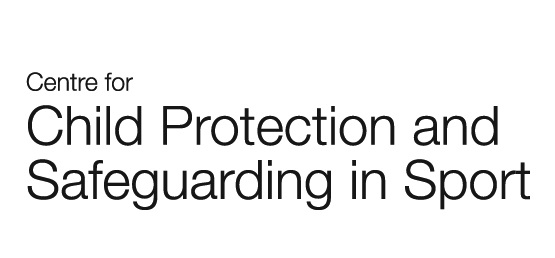 Centre for
Child Protection and
Safeguarding in Sport